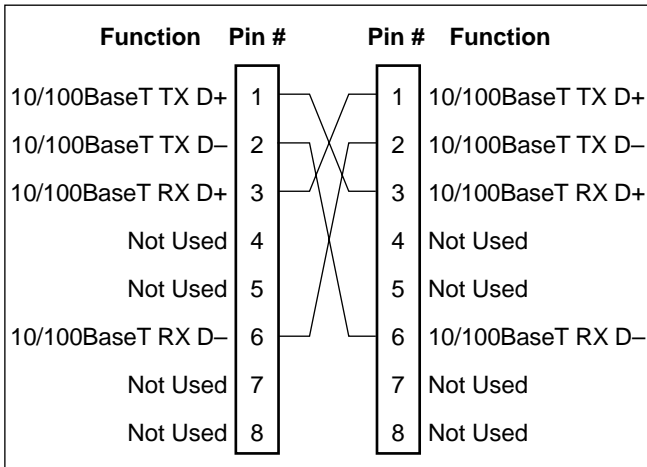 Function Pin # Pin # Function
10/100BaseT TX D+ 1 1 10/100BaseT TX D+
10/100BaseT TX D– 2 2 10/100BaseT TX D–
10/100BaseT RX D+ 3 3 10/100BaseT RX D+
Not Used 4 4 Not Used
Not Used 5 5 Not Used
10/100BaseT RX D– 6 6 10/100BaseT RX D–
Not Used 7 7 Not Used
Not Used 8 8 Not Used